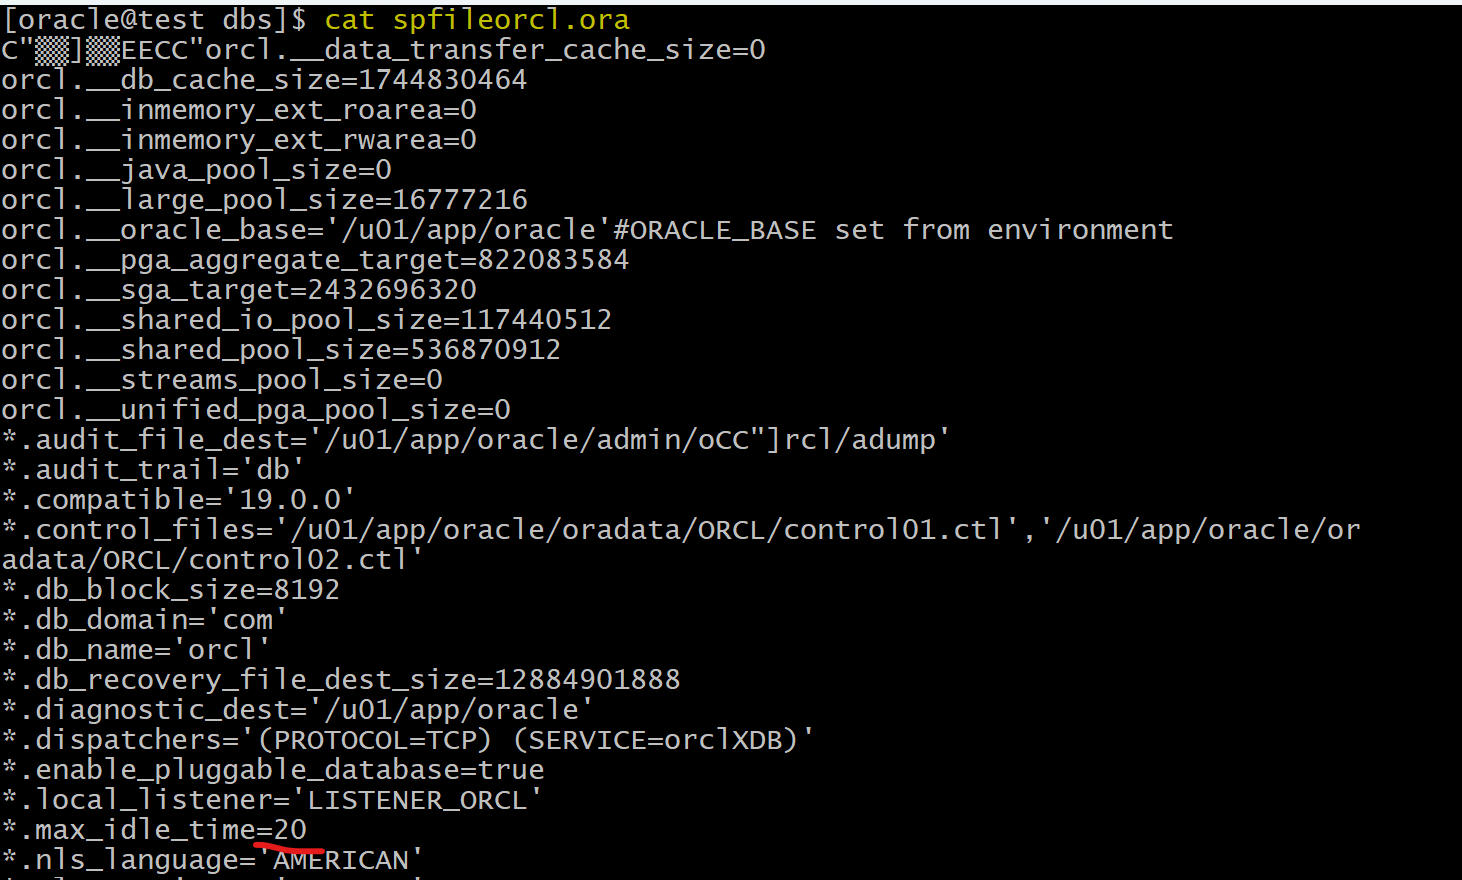 [oracle@test dbs]$ cat spfileorcl.ora
C"▒▒]▒▒EECC"orcl.__data_transfer_cache_size=0
orcl.__db_cache_size=1744830464
orcl.__inmemory_ext_roarea=0
orcl.__inmemory_ext_rwarea=0
orcl.__java_pool_size=0
orcl.__large_pool_size=16777216
orcl.__oracle_base='/u01/app/oracle'#ORACLE_BASE set from environment
orcl.__pga_aggregate_target=822083584
orcl.__sga_target=2432696320
orcl.__shared_io_pool_size=117440512
orcl.__shared_pool_size=536870912
orcl.__streams_pool_size=0
orcl.__unified_pga_pool_size=0
*.audit_file_dest='/u01/app/oracle/admin/oCC"]rcl/adump'
*.audit_trail='db'
*.compatible='19.0.0'
*.control_files='/u01/app/oracle/oradata/ORCL/control01.ctl','/u01/app/oracle/or
adata/ORCL/control02.ctl'
*.db_block_size=8192
*.db_domain='com'
*.db_name='orcl'
*.db_recovery_file_dest_size=12884901888
*.diagnostic_dest='/u01/app/oracle'
*.dispatchers='(PROTOCOL=TCP) (SERVICE=orclXDB)'
*.enable_pluggable_database=true
*.local_listener='LISTENER_ORCL'
*.max_idle_time=20
*.nls_language='AMERICAN'